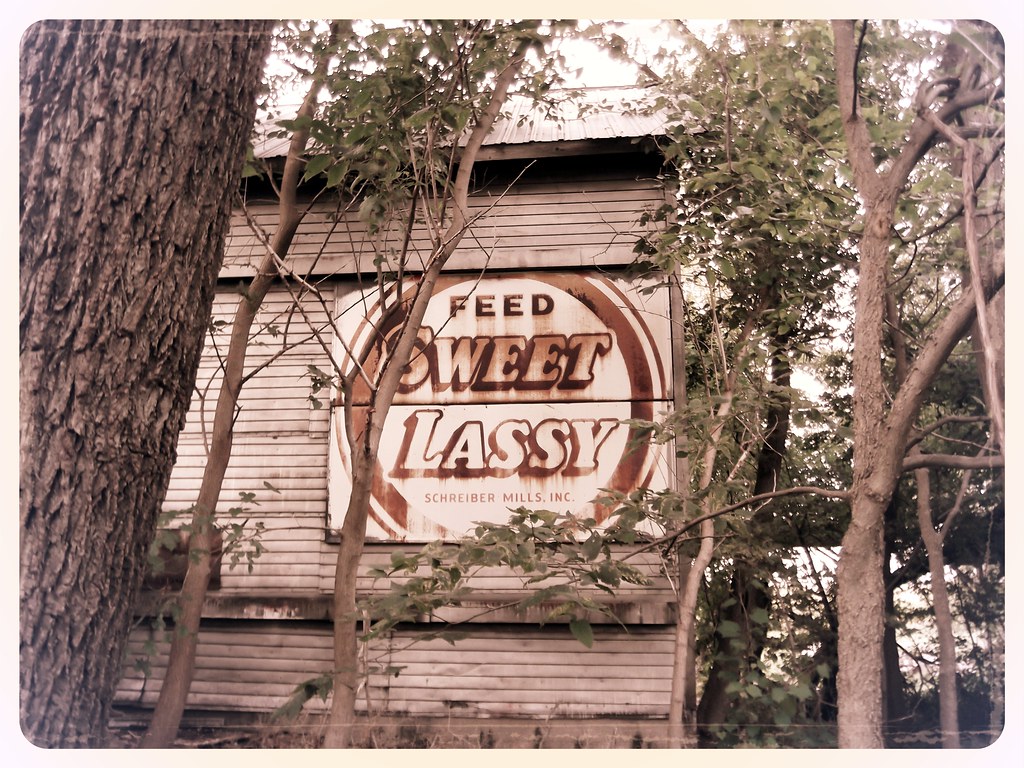 FEED
SWEET
LASSY
SCHREIBER MILLS, INC.